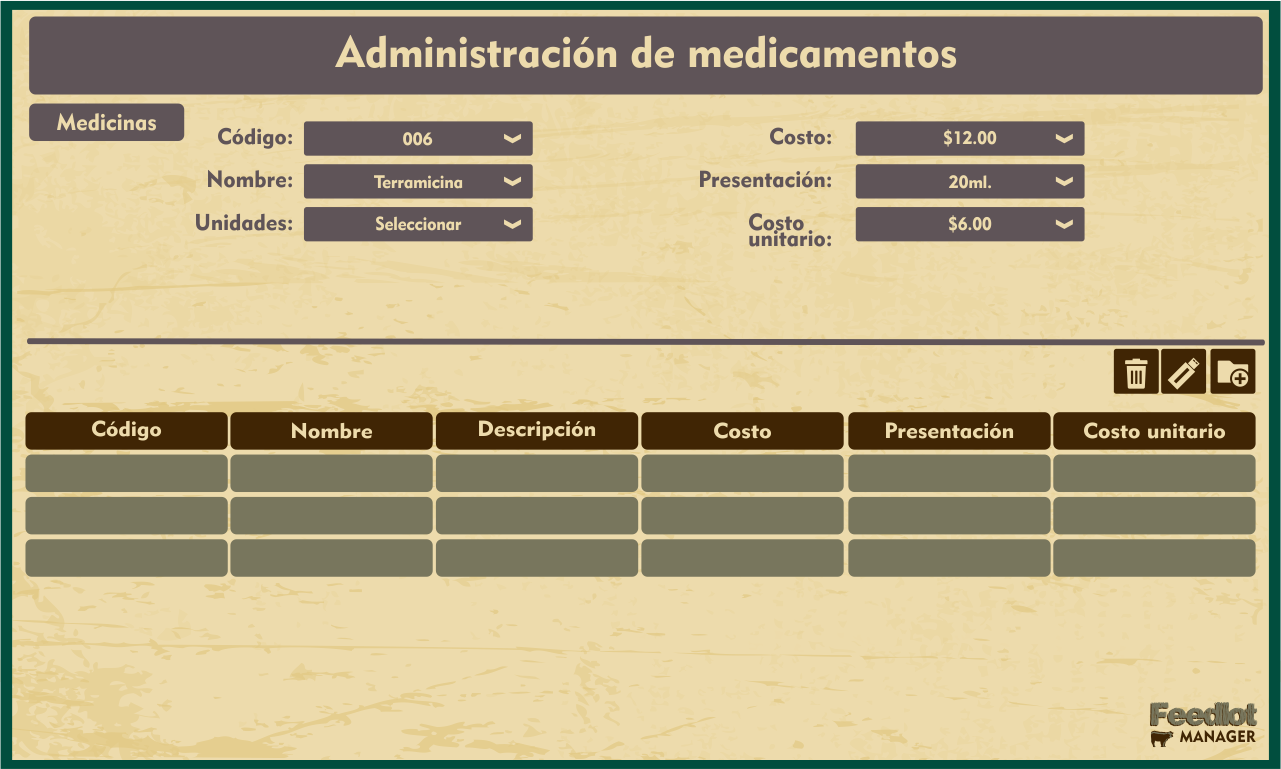 Administración de medicamentos
Medicinas
Código: 006
Costo: $12.00
Nombre: Terramicina
Presentación: 20ml.
Unidades: Seleccionar
Costo
unitario: $6.00
Código Nombre Descripción Costo Presentación Costo unitario
Feedlot
MANAGER